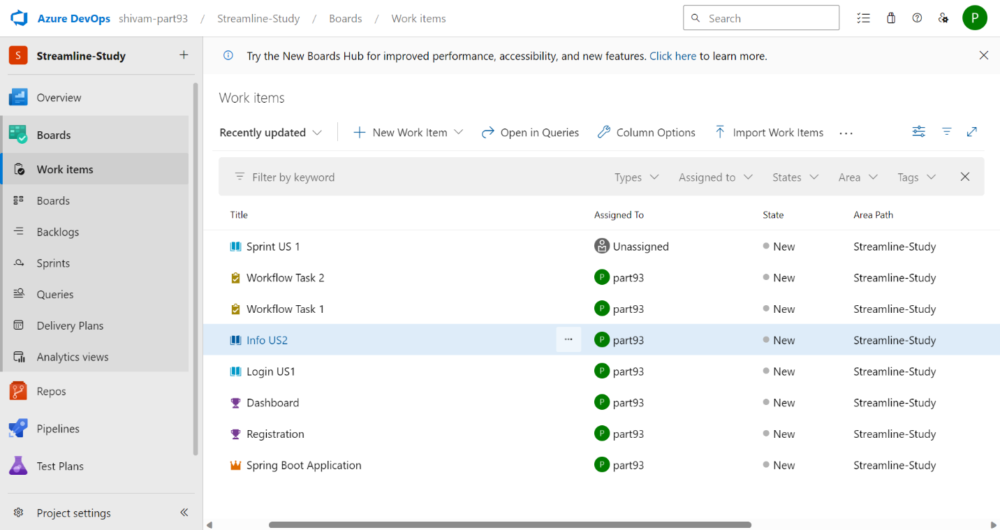 Azure DevOps shivam-part93 / Streamline-Study / Boards / Work items Search P
S Streamline-Study +
Try the New Boards Hub for improved performance, accessibility, and new features. Click here to learn more.
Overview
Boards
Work items
Boards
Backlogs
Sprints
Queries
Delivery Plans
Analytics views
Repos
Pipelines
Test Plans
Project settings
Work items
Recently updated New Work Item Open in Queries Column Options Import Work Items ...
Filter by keyword Types Assigned to States Area Tags
Title Assigned To State Area Path
Sprint US 1 Unassigned New Streamline-Study
Workflow Task 2 P part93 New Streamline-Study
Workflow Task 1 P part93 New Streamline-Study
Info US2 ... P part93 New Streamline-Study
Login US1 P part93 New Streamline-Study
Dashboard P part93 New Streamline-Study
Registration P part93 New Streamline-Study
Spring Boot Application P part93 New Streamline-Study